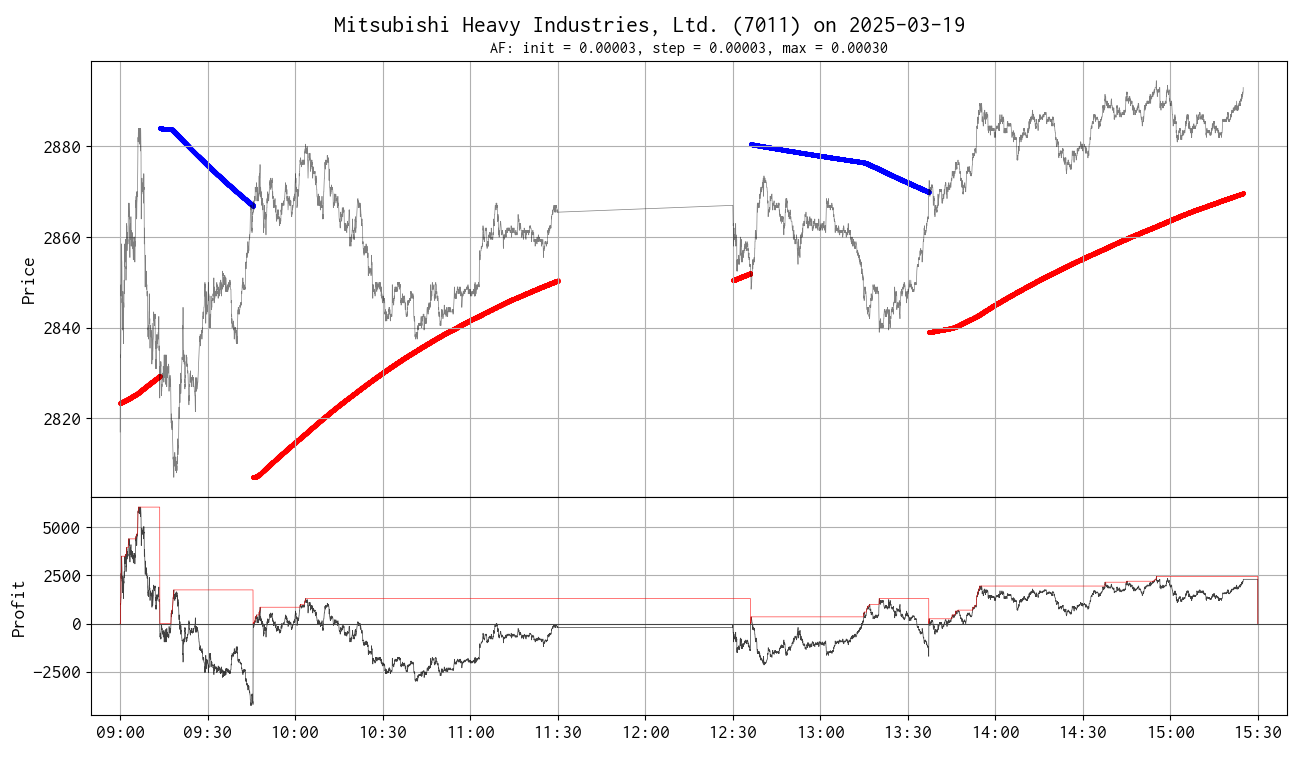 Mitsubishi Heavy Industries, Ltd. (7011) on 2025-03-19
AF: init = 0.00003, step = 0.00003, max = 0.00030
Price
2880
2860
2840
2820
Profit
5000
2500
0
−2500
09:00 09:30 10:00 10:30 11:00 11:30 12:00 12:30 13:00 13:30 14:00 14:30 15:00 15:30